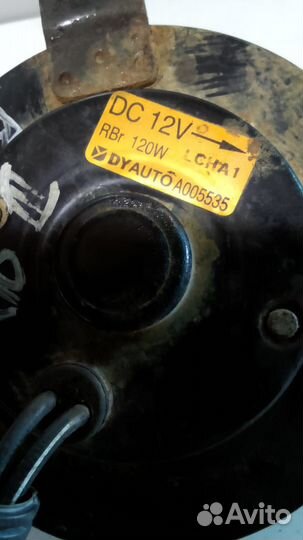 DC 12V
RBr 120W LCHA1
DYAUTO A005535
Avito